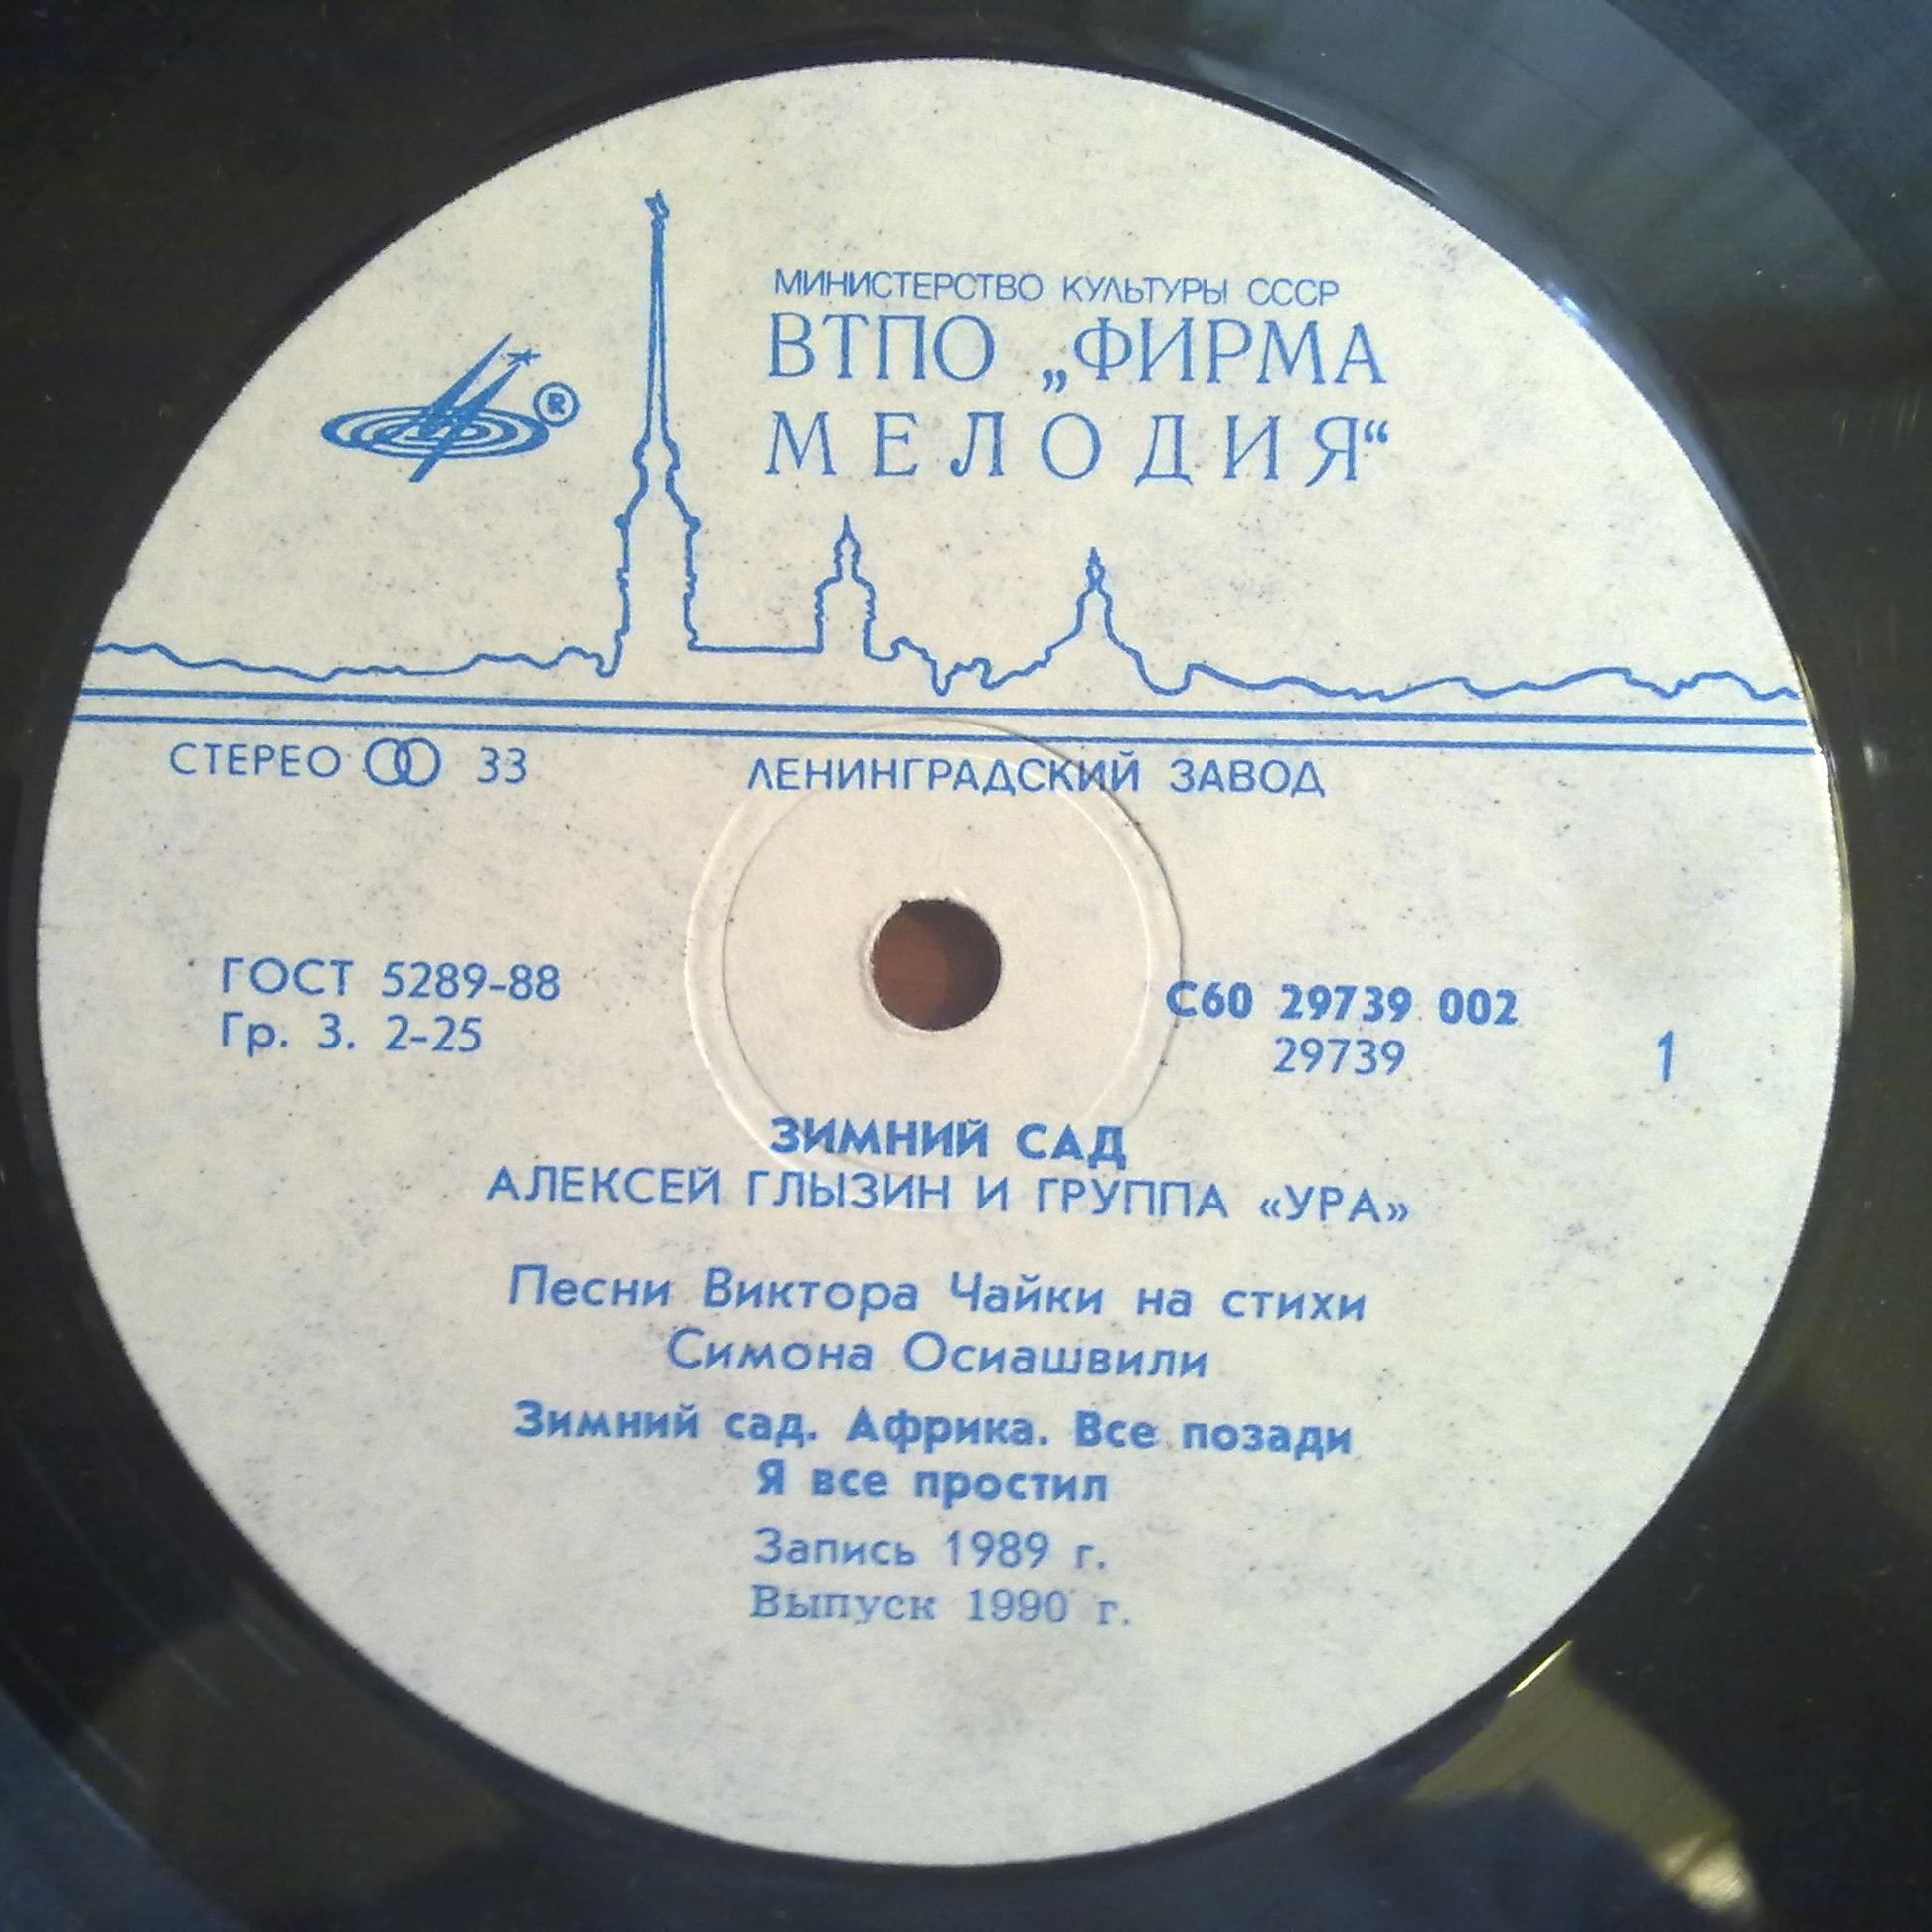 МИНИСТЕРСТВО КУЛЬТУРЫ СССР
ВТПО „ФИРМА
МЕЛОДИЯ“
®
СТЕРЕО 33
ЛЕНИНГРАДСКИЙ ЗАВОД
ГОСТ 5289-88
Гр. 3. 2-25
С60 29739 002
29739
1
ЗИМНИЙ САД
АЛЕКСЕЙ ГЛЫЗИН И ГРУППА «УРА»
Песни Виктора Чайки на стихи
Симона Осиашвили
Зимний сад. Африка. Все позади
Я все простил
Запись 1989 г.
Выпуск 1990 г.